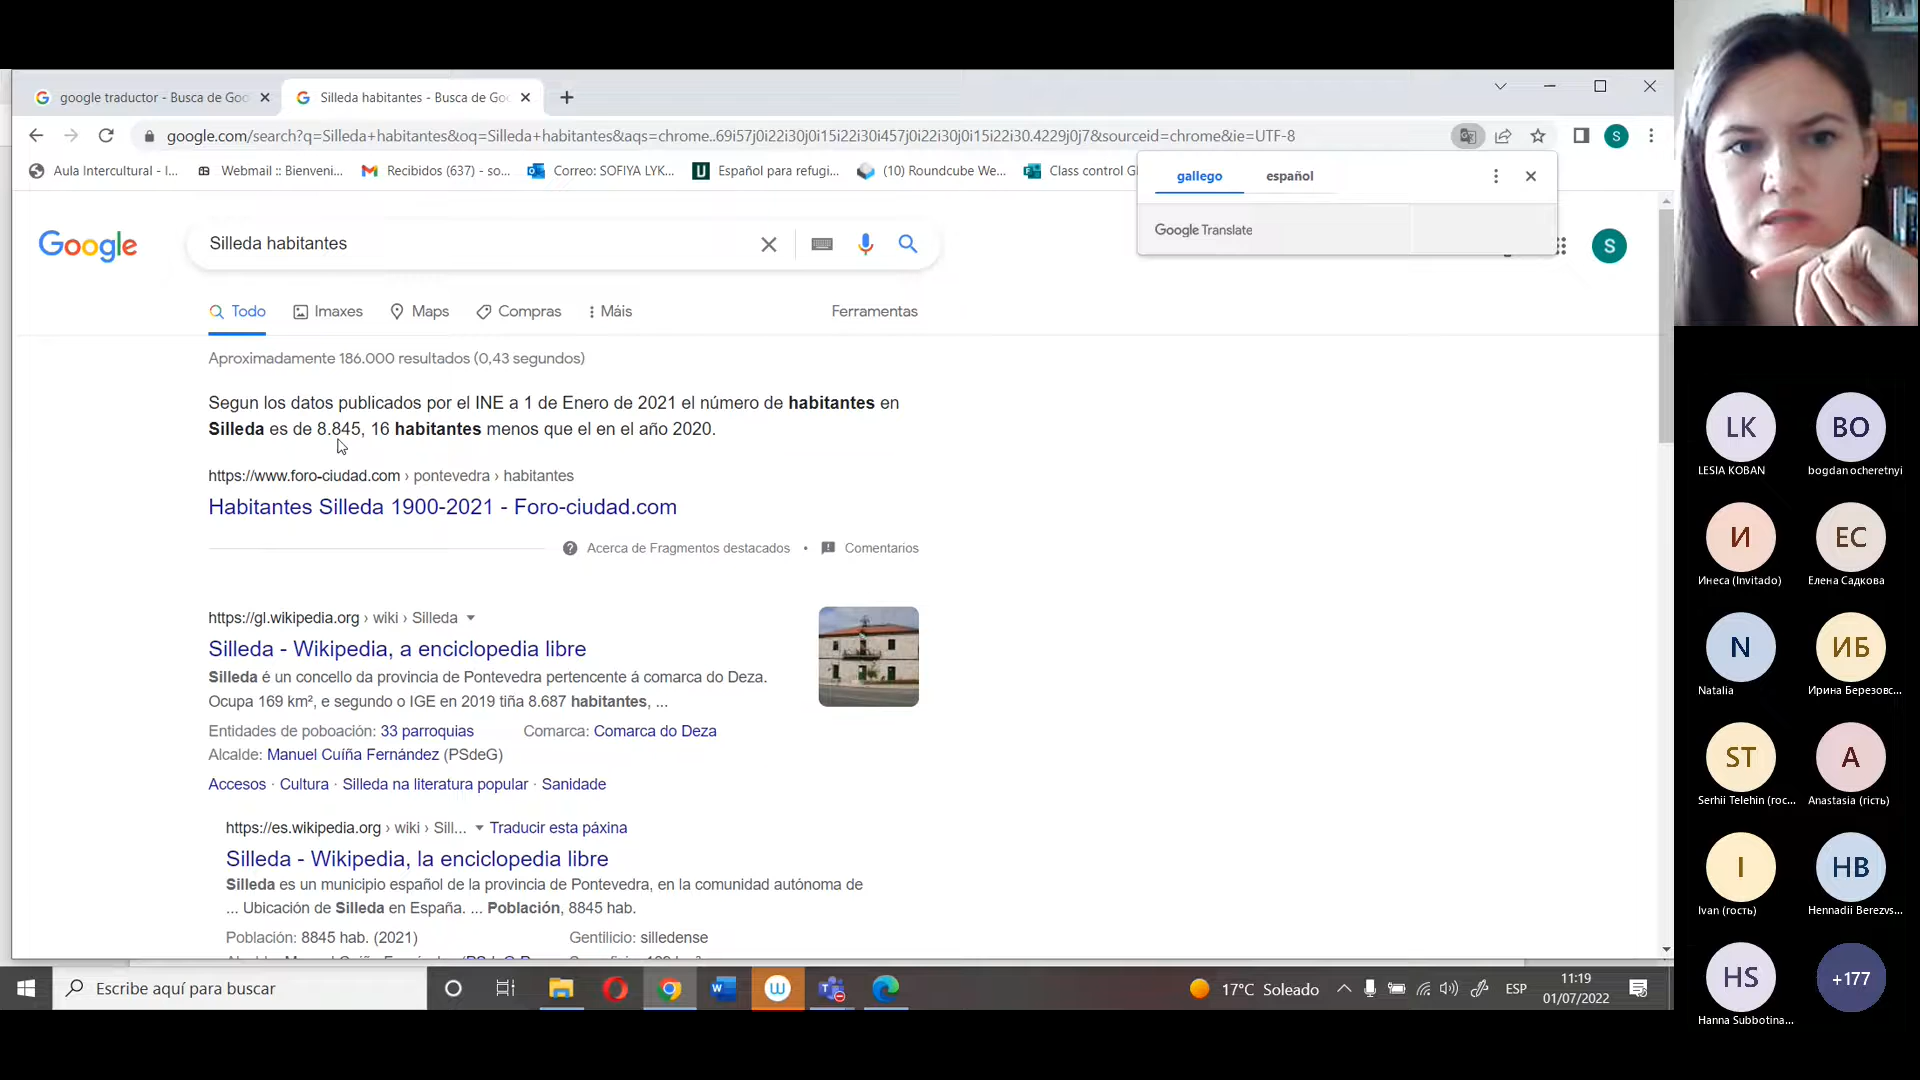 google traductor - Busca de Goo
Silleda habitantes - Busca de Go
google.com/search?q=Silleda+habitantes&oq=Silleda+habitantes&aqs=chrome..69i57j0i22i30j0i15i22i30i457j0i22i30j0i15i22i30.4229j0j7&sourceid=chrome&ie=UTF-8
S
Aula Intercultural - I...
Webmail :: Bienveni...
Recibidos (637) - so...
Correo: SOFIYA LYK...
Español para refugi...
(10) Roundcube We...
Class control
gallego
español
Google Translate
Google
Silleda habitantes
S
Todo
Imaxes
Maps
Compras
Máis
Ferramentas
Aproximadamente 186.000 resultados (0,43 segundos)
Segun los datos publicados por el INE a 1 de Enero de 2021 el número de habitantes en
Silleda es de 8.845, 16 habitantes menos que el en el año 2020.
https://www.foro-ciudad.com › pontevedra › habitantes
Habitantes Silleda 1900-2021 - Foro-ciudad.com
Acerca de Fragmentos destacados • Comentarios
https://gl.wikipedia.org › wiki › Silleda
Silleda - Wikipedia, a enciclopedia libre
Silleda é un concello da provincia de Pontevedra pertencente á comarca do Deza.
Ocupa 169 km², e segundo o IGE en 2019 tiña 8.687 habitantes, ...
Entidades de poboación: 33 parroquias
Comarca: Comarca do Deza
Alcalde: Manuel Cuíña Fernández (PSdeG)
Accesos · Cultura · Silleda na literatura popular · Sanidade
https://es.wikipedia.org › wiki › Sill...
Traducir esta páxina
Silleda - Wikipedia, la enciclopedia libre
Silleda es un municipio español de la provincia de Pontevedra, en la comunidad autónoma de
... Ubicación de Silleda en España. ... Población, 8845 hab.
Población: 8845 hab. (2021)
Gentilicio: silledense
Escribe aquí para buscar
17°C Soleado
ESP
11:19
01/07/2022
LK
LESIA KOBAN
BO
bogdan ocheretnyi
И
Инеса (Invitado)
ЕС
Елена Садкова
N
Natalia
ИБ
Ирина Березовс...
ST
Serhii Telehin (гос...
A
Anastasia (гість)
I
Ivan (гость)
HB
Hennadii Berezvs...
HS
Hanna Subbotina...
+177